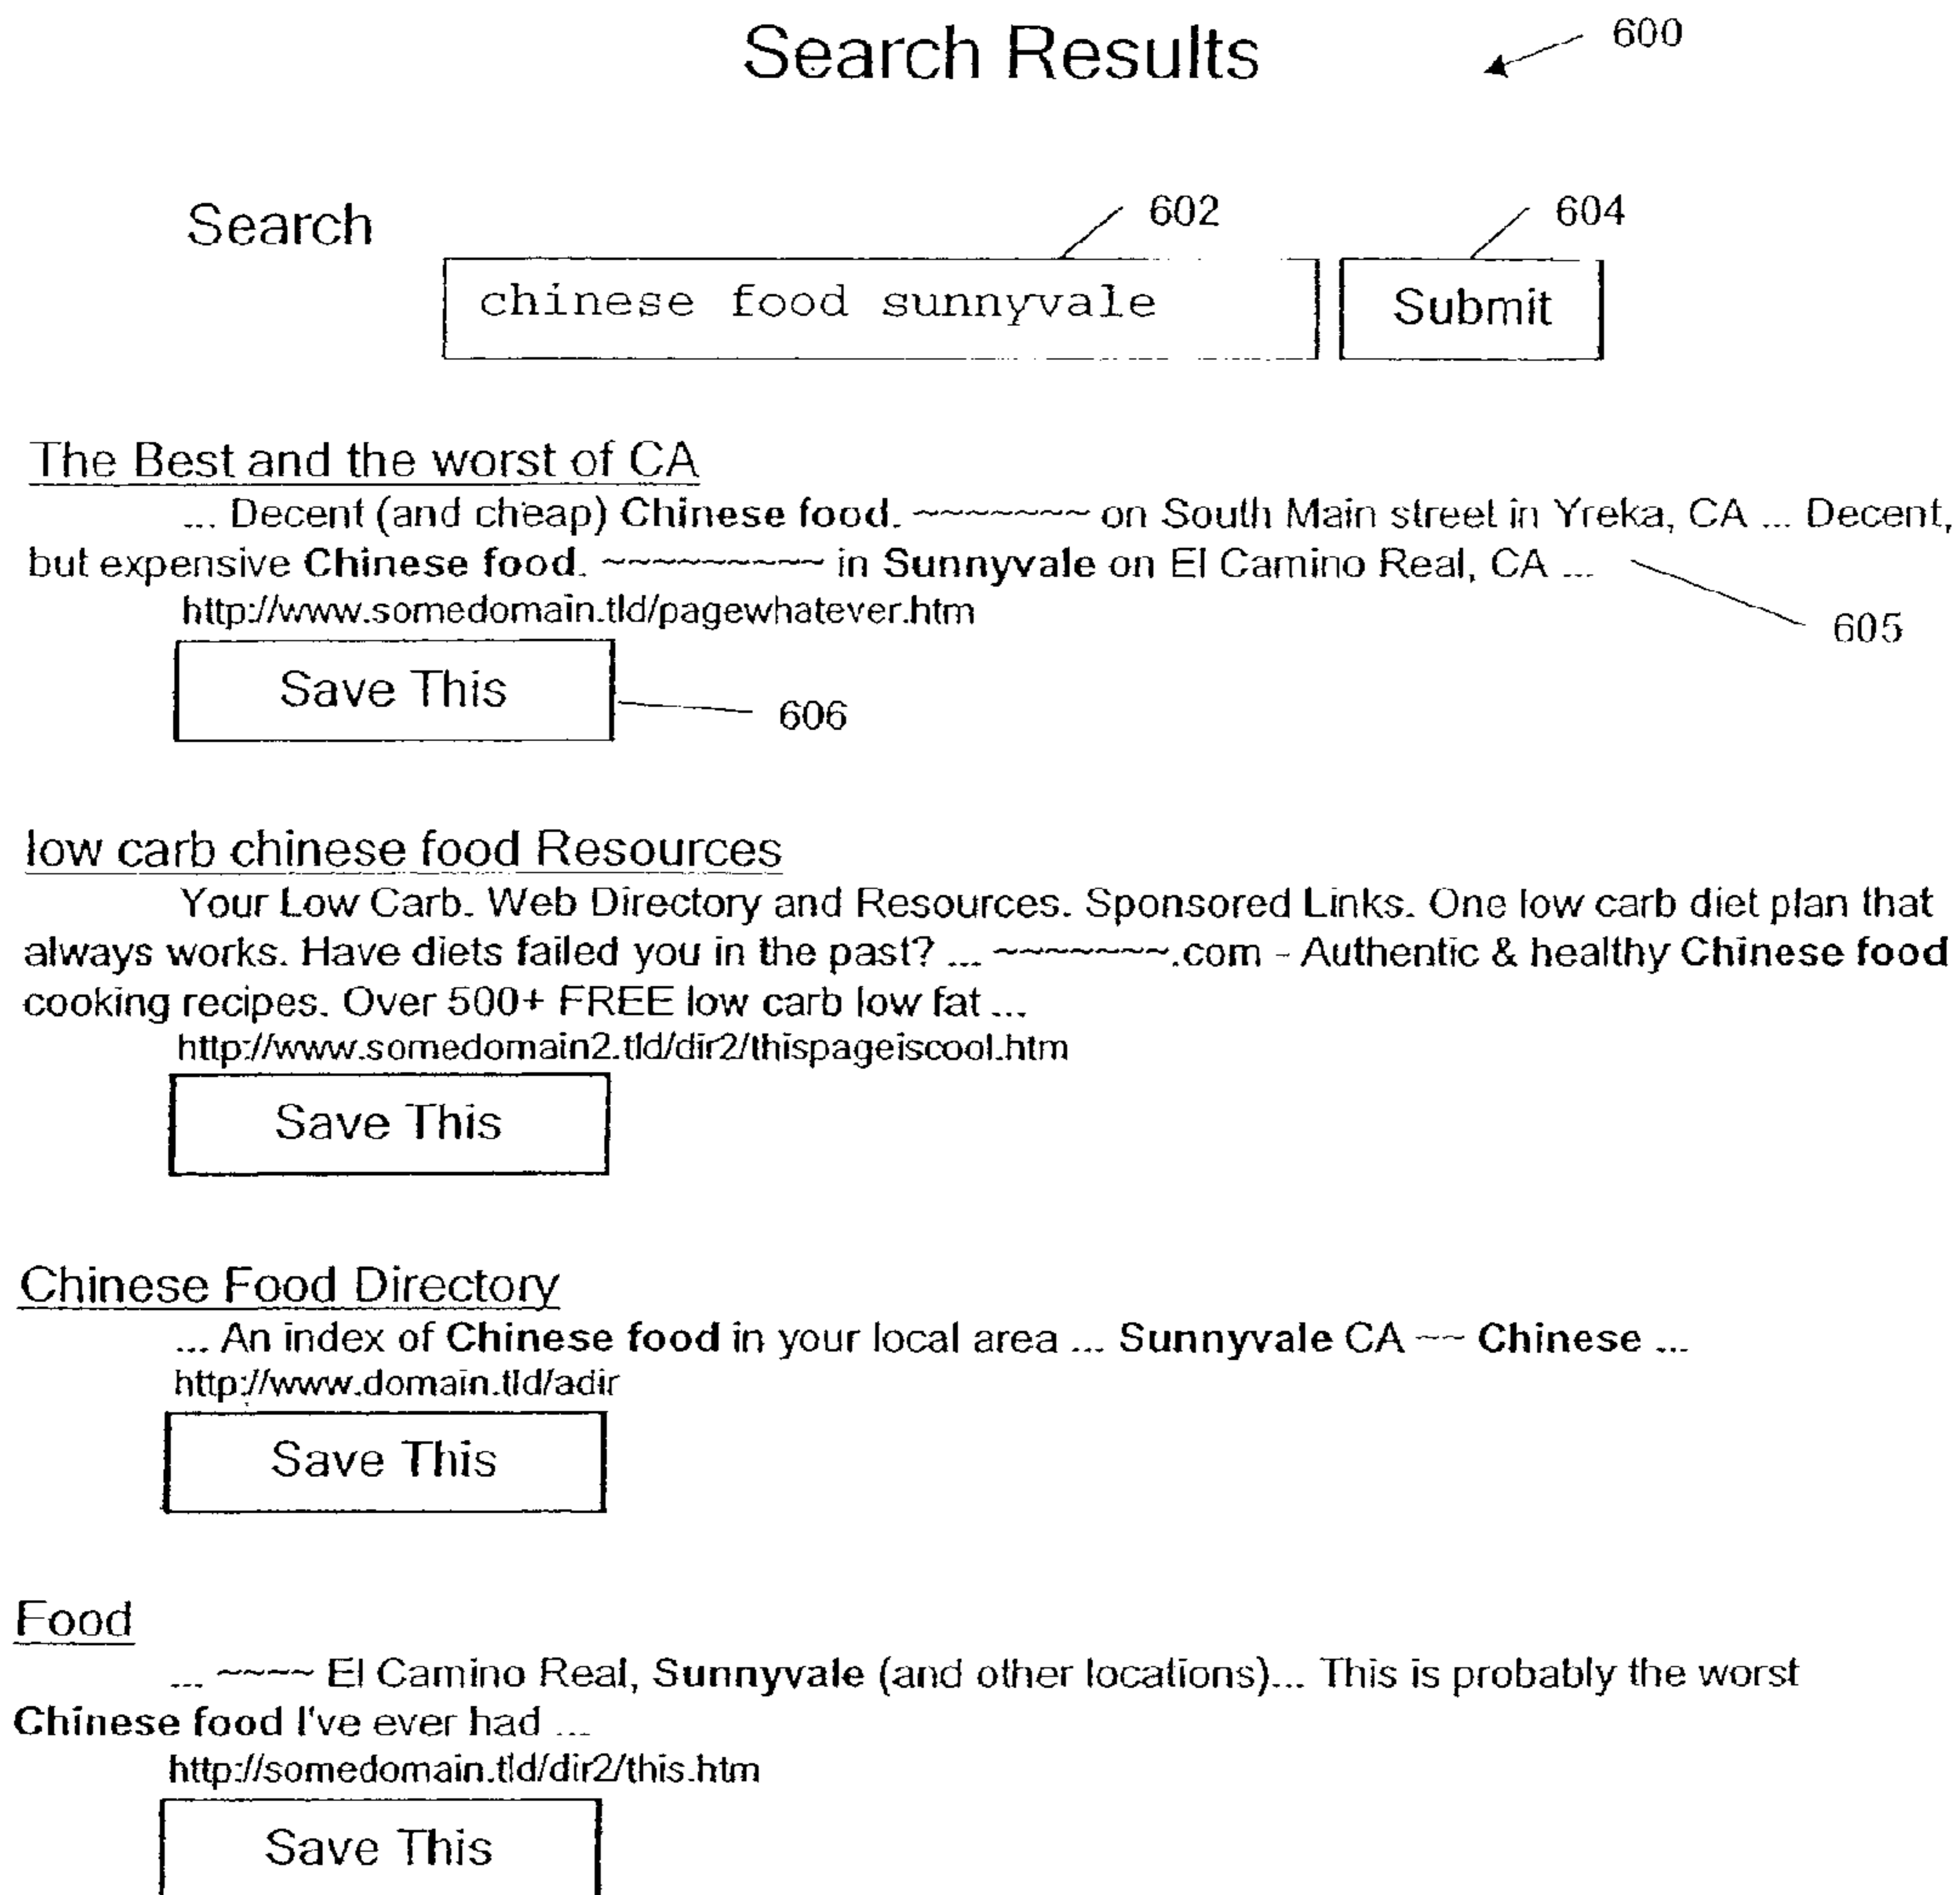 Search Results
600
Search
602
604
chinese food sunnyvale
Submit
The Best and the worst of CA
... Decent (and cheap) Chinese food. ~~~~~~~ on South Main street in Yreka, CA ... Decent,
but expensive Chinese food. ~~~~~~~~~ in Sunnyvale on El Camino Real, CA ...
http://www.somedomain.tld/pagewhatever.htm
605
Save This
606
low carb chinese food Resources
Your Low Carb. Web Directory and Resources. Sponsored Links. One low carb diet plan that
always works. Have diets failed you in the past? ... ~~~~~~~.com - Authentic & healthy Chinese food
cooking recipes. Over 500+ FREE low carb low fat ...
http://www.somedomain2.tld/dir2/thispageiscool.htm
Save This
Chinese Food Directory
... An index of Chinese food in your local area ... Sunnyvale CA ~~ Chinese ...
http://www.domain.tld/adir
Save This
Food
... ~~~~ El Camino Real, Sunnyvale (and other locations)... This is probably the worst
Chinese food I've ever had ...
http://somedomain.tld/dir2/this.htm
Save This